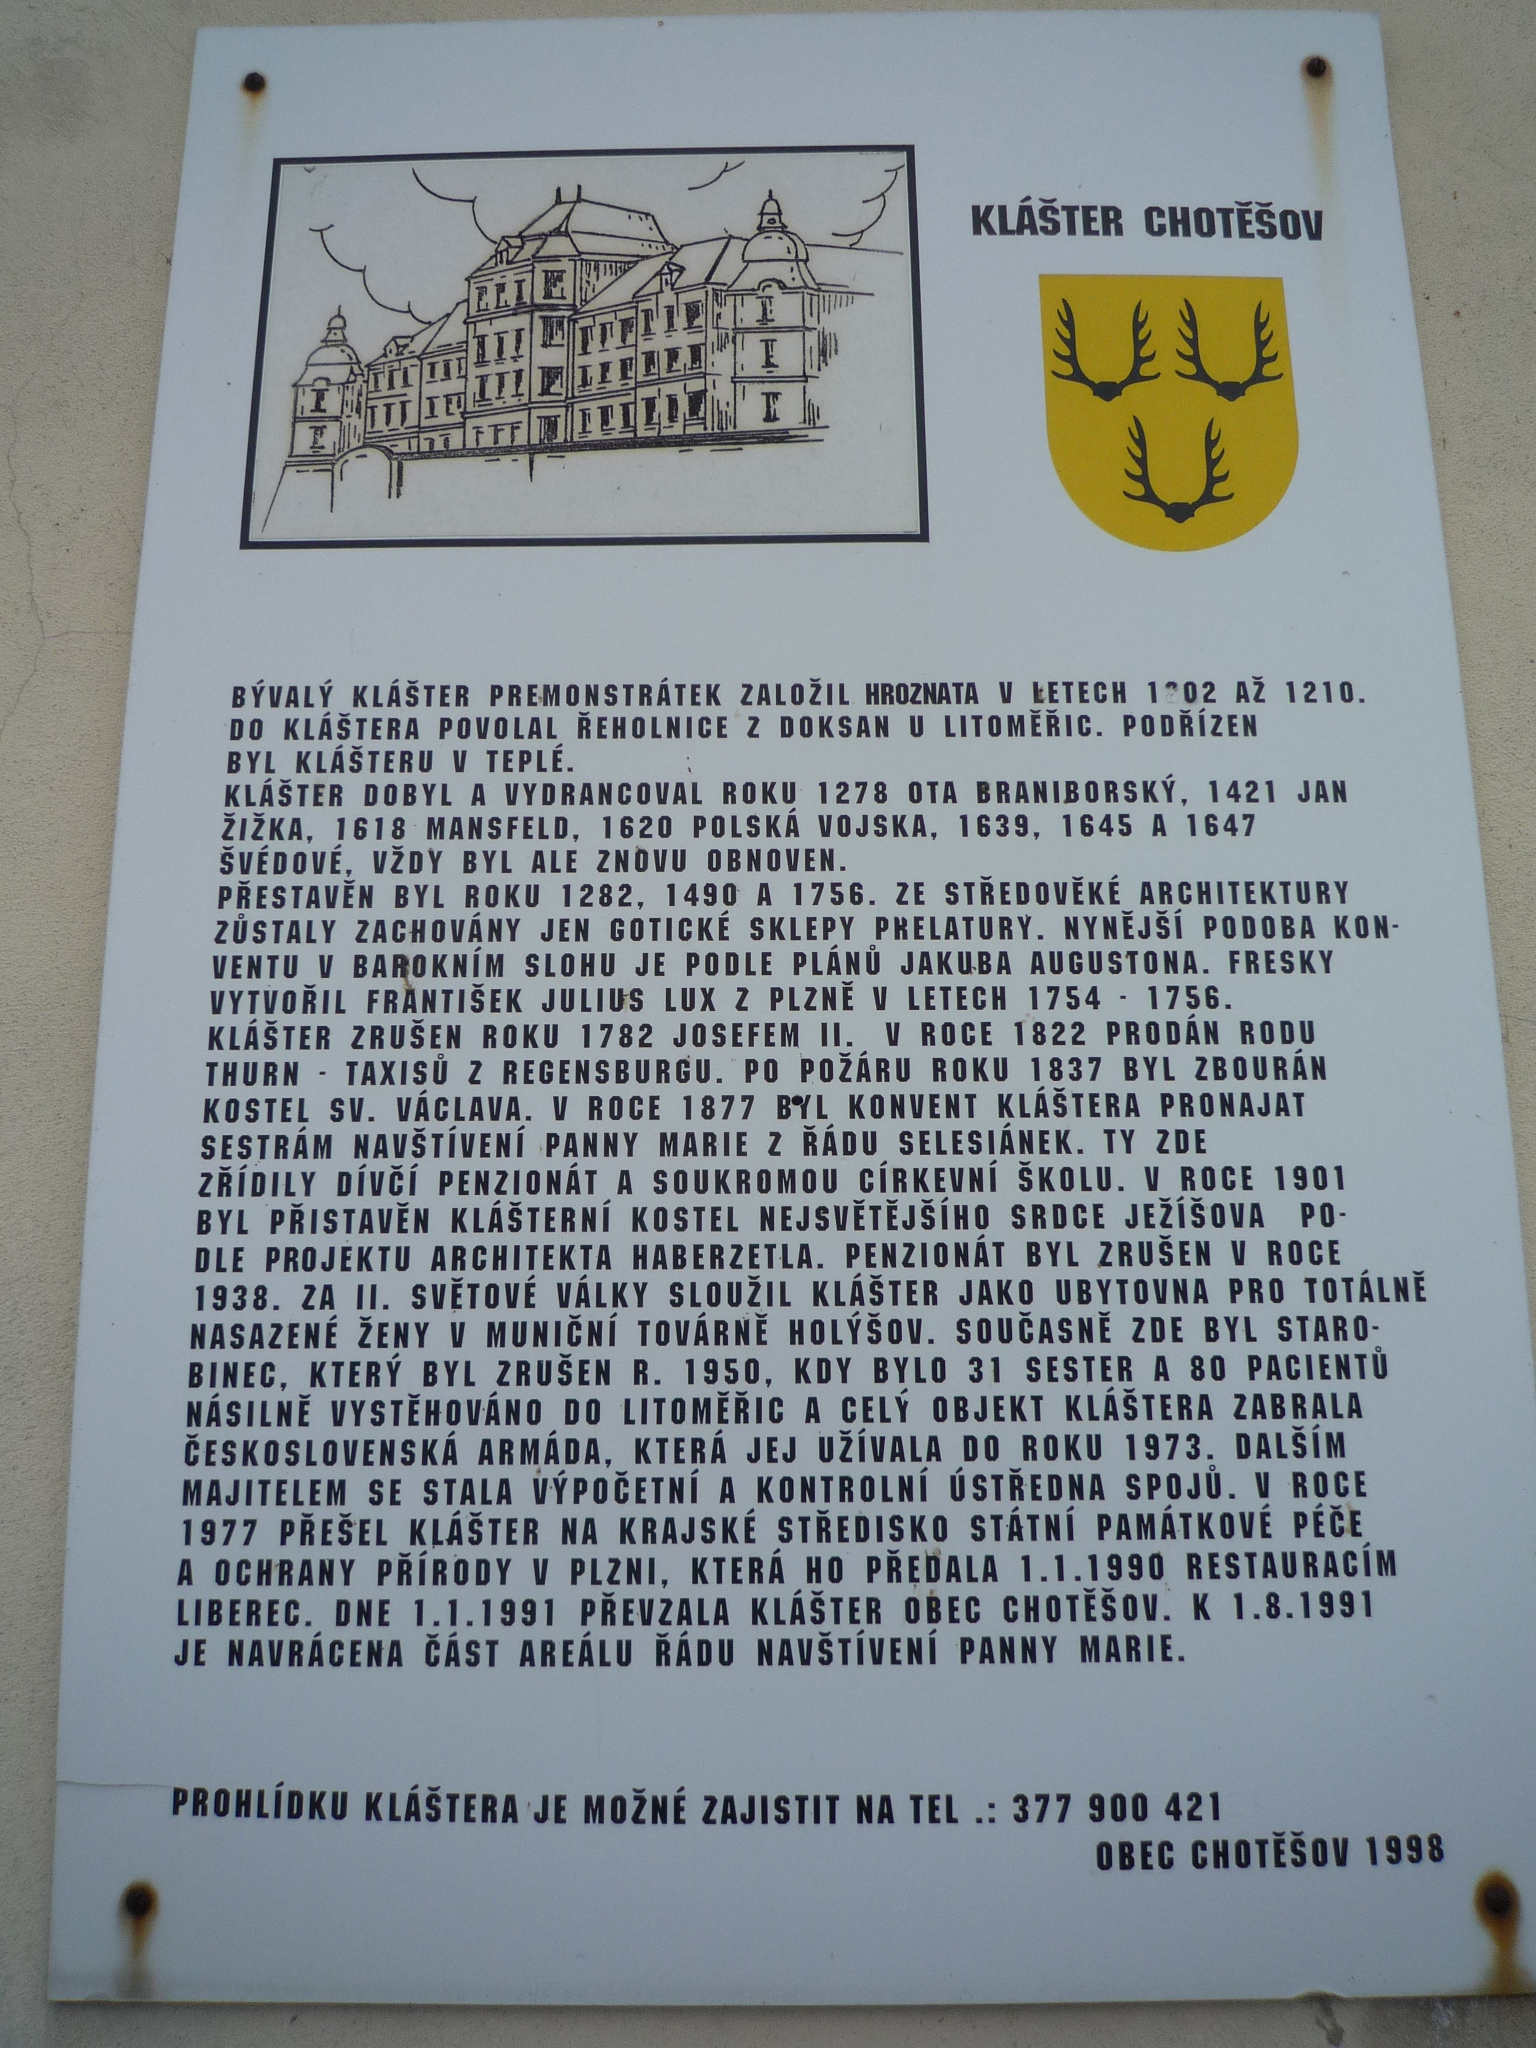 KLÁŠTER CHOTĚŠOV
BÝVALÝ KLÁŠTER PREMONSTRÁTEK ZALOŽIL HROZNATA V LETECH 1202 AŽ 1210.
DO KLÁŠTERA POVOLAL ŘEHOLNICE Z DOKSAN U LITOMĚŘIC. PODŘÍZEN
BYL KLÁŠTERU V TEPLÉ.
KLÁŠTER DOBYL A VYDRANCOVAL ROKU 1278 OTA BRANIBORSKÝ, 1421 JAN
ŽIŽKA, 1618 MANSFELD, 1620 POLSKÁ VOJSKA, 1639, 1645 A 1647
ŠVÉDOVÉ, VŽDY BYL ALE ZNOVU OBNOVEN.
PŘESTAVĚN BYL ROKU 1282, 1490 A 1756. ZE STŘEDOVĚKÉ ARCHITEKTURY
ZŮSTALY ZACHOVÁNY JEN GOTICKÉ SKLEPY PRELATURY. NYNĚJŠÍ PODOBA KON-
VENTU V BAROKNÍM SLOHU JE PODLE PLÁNŮ JAKUBA AUGUSTONA. FRESKY
VYTVOŘIL FRANTIŠEK JULIUS LUX Z PLZNĚ V LETECH 1754 - 1756.
KLÁŠTER ZRUŠEN ROKU 1782 JOSEFEM II. V ROCE 1822 PRODÁN RODU
THURN - TAXISŮ Z REGENSBURGU. PO POŽÁRU ROKU 1837 BYL ZBOURÁN
KOSTEL SV. VÁCLAVA. V ROCE 1877 BYL KONVENT KLÁŠTERA PRONAJAT
SESTRÁM NAVŠTÍVENÍ PANNY MARIE Z ŘÁDU SELESIÁNEK. TY ZDE
ZŘÍDILY DÍVČÍ PENZIONÁT A SOUKROMOU CÍRKEVNÍ ŠKOLU. V ROCE 1901
BYL PŘISTAVĚN KLÁŠTERNÍ KOSTEL NEJSVĚTĚJŠÍHO SRDCE JEŽÍŠOVA PO-
DLE PROJEKTU ARCHITEKTA HABERZETLA. PENZIONÁT BYL ZRUŠEN V ROCE
1938. ZA II. SVĚTOVÉ VÁLKY SLOUŽIL KLÁŠTER JAKO UBYTOVNA PRO TOTÁLNĚ
NASAZENÉ ŽENY V MUNIČNÍ TOVÁRNĚ HOLÝŠOV. SOUČASNĚ ZDE BYL STARO-
BINEC, KTERÝ BYL ZRUŠEN R. 1950, KDY BYLO 31 SESTER A 80 PACIENTŮ
NÁSILNĚ VYSTĚHOVÁNO DO LITOMĚŘIC A CELÝ OBJEKT KLÁŠTERA ZABRALA
ČESKOSLOVENSKÁ ARMÁDA, KTERÁ JEJ UŽÍVALA DO ROKU 1973. DALŠÍM
MAJITELEM SE STALA VÝPOČETNÍ A KONTROLNÍ ÚSTŘEDNA SPOJŮ. V ROCE
1977 PŘEŠEL KLÁŠTER NA KRAJSKÉ STŘEDISKO STÁTNÍ PAMÁTKOVÉ PÉČE
A OCHRANY PŘÍRODY V PLZNI, KTERÁ HO PŘEDALA 1.1.1990 RESTAURACÍM
LIBEREC. DNE 1.1.1991 PŘEVZALA KLÁŠTER OBEC CHOTĚŠOV. K 1.8.1991
JE NAVRÁCENA ČÁST AREÁLU ŘÁDU NAVŠTÍVENÍ PANNY MARIE.
PROHLÍDKU KLÁŠTERA JE MOŽNÉ ZAJISTIT NA TEL .: 377 900 421
OBEC CHOTĚŠOV 1998